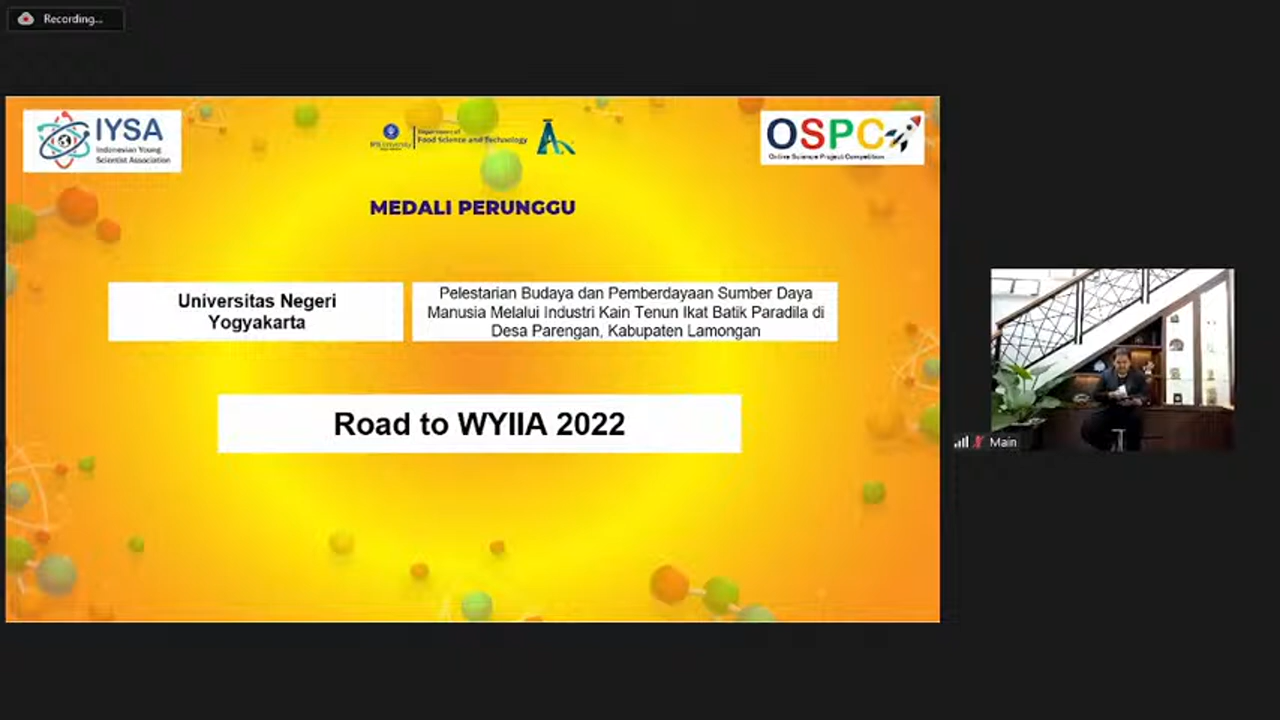 Recording...
IYSA
Indonesian Young
Scientist Association
IPB University
Department of
Food Science and Technology
OSPC
Online Science Project Competition
MEDALI PERUNGGU
Universitas Negeri
Yogyakarta
Pelestarian Budaya dan Pemberdayaan Sumber Daya
Manusia Melalui Industri Kain Tenun Ikat Batik Paradila di
Desa Parengan, Kabupaten Lamongan
Road to WYIIA 2022
Main